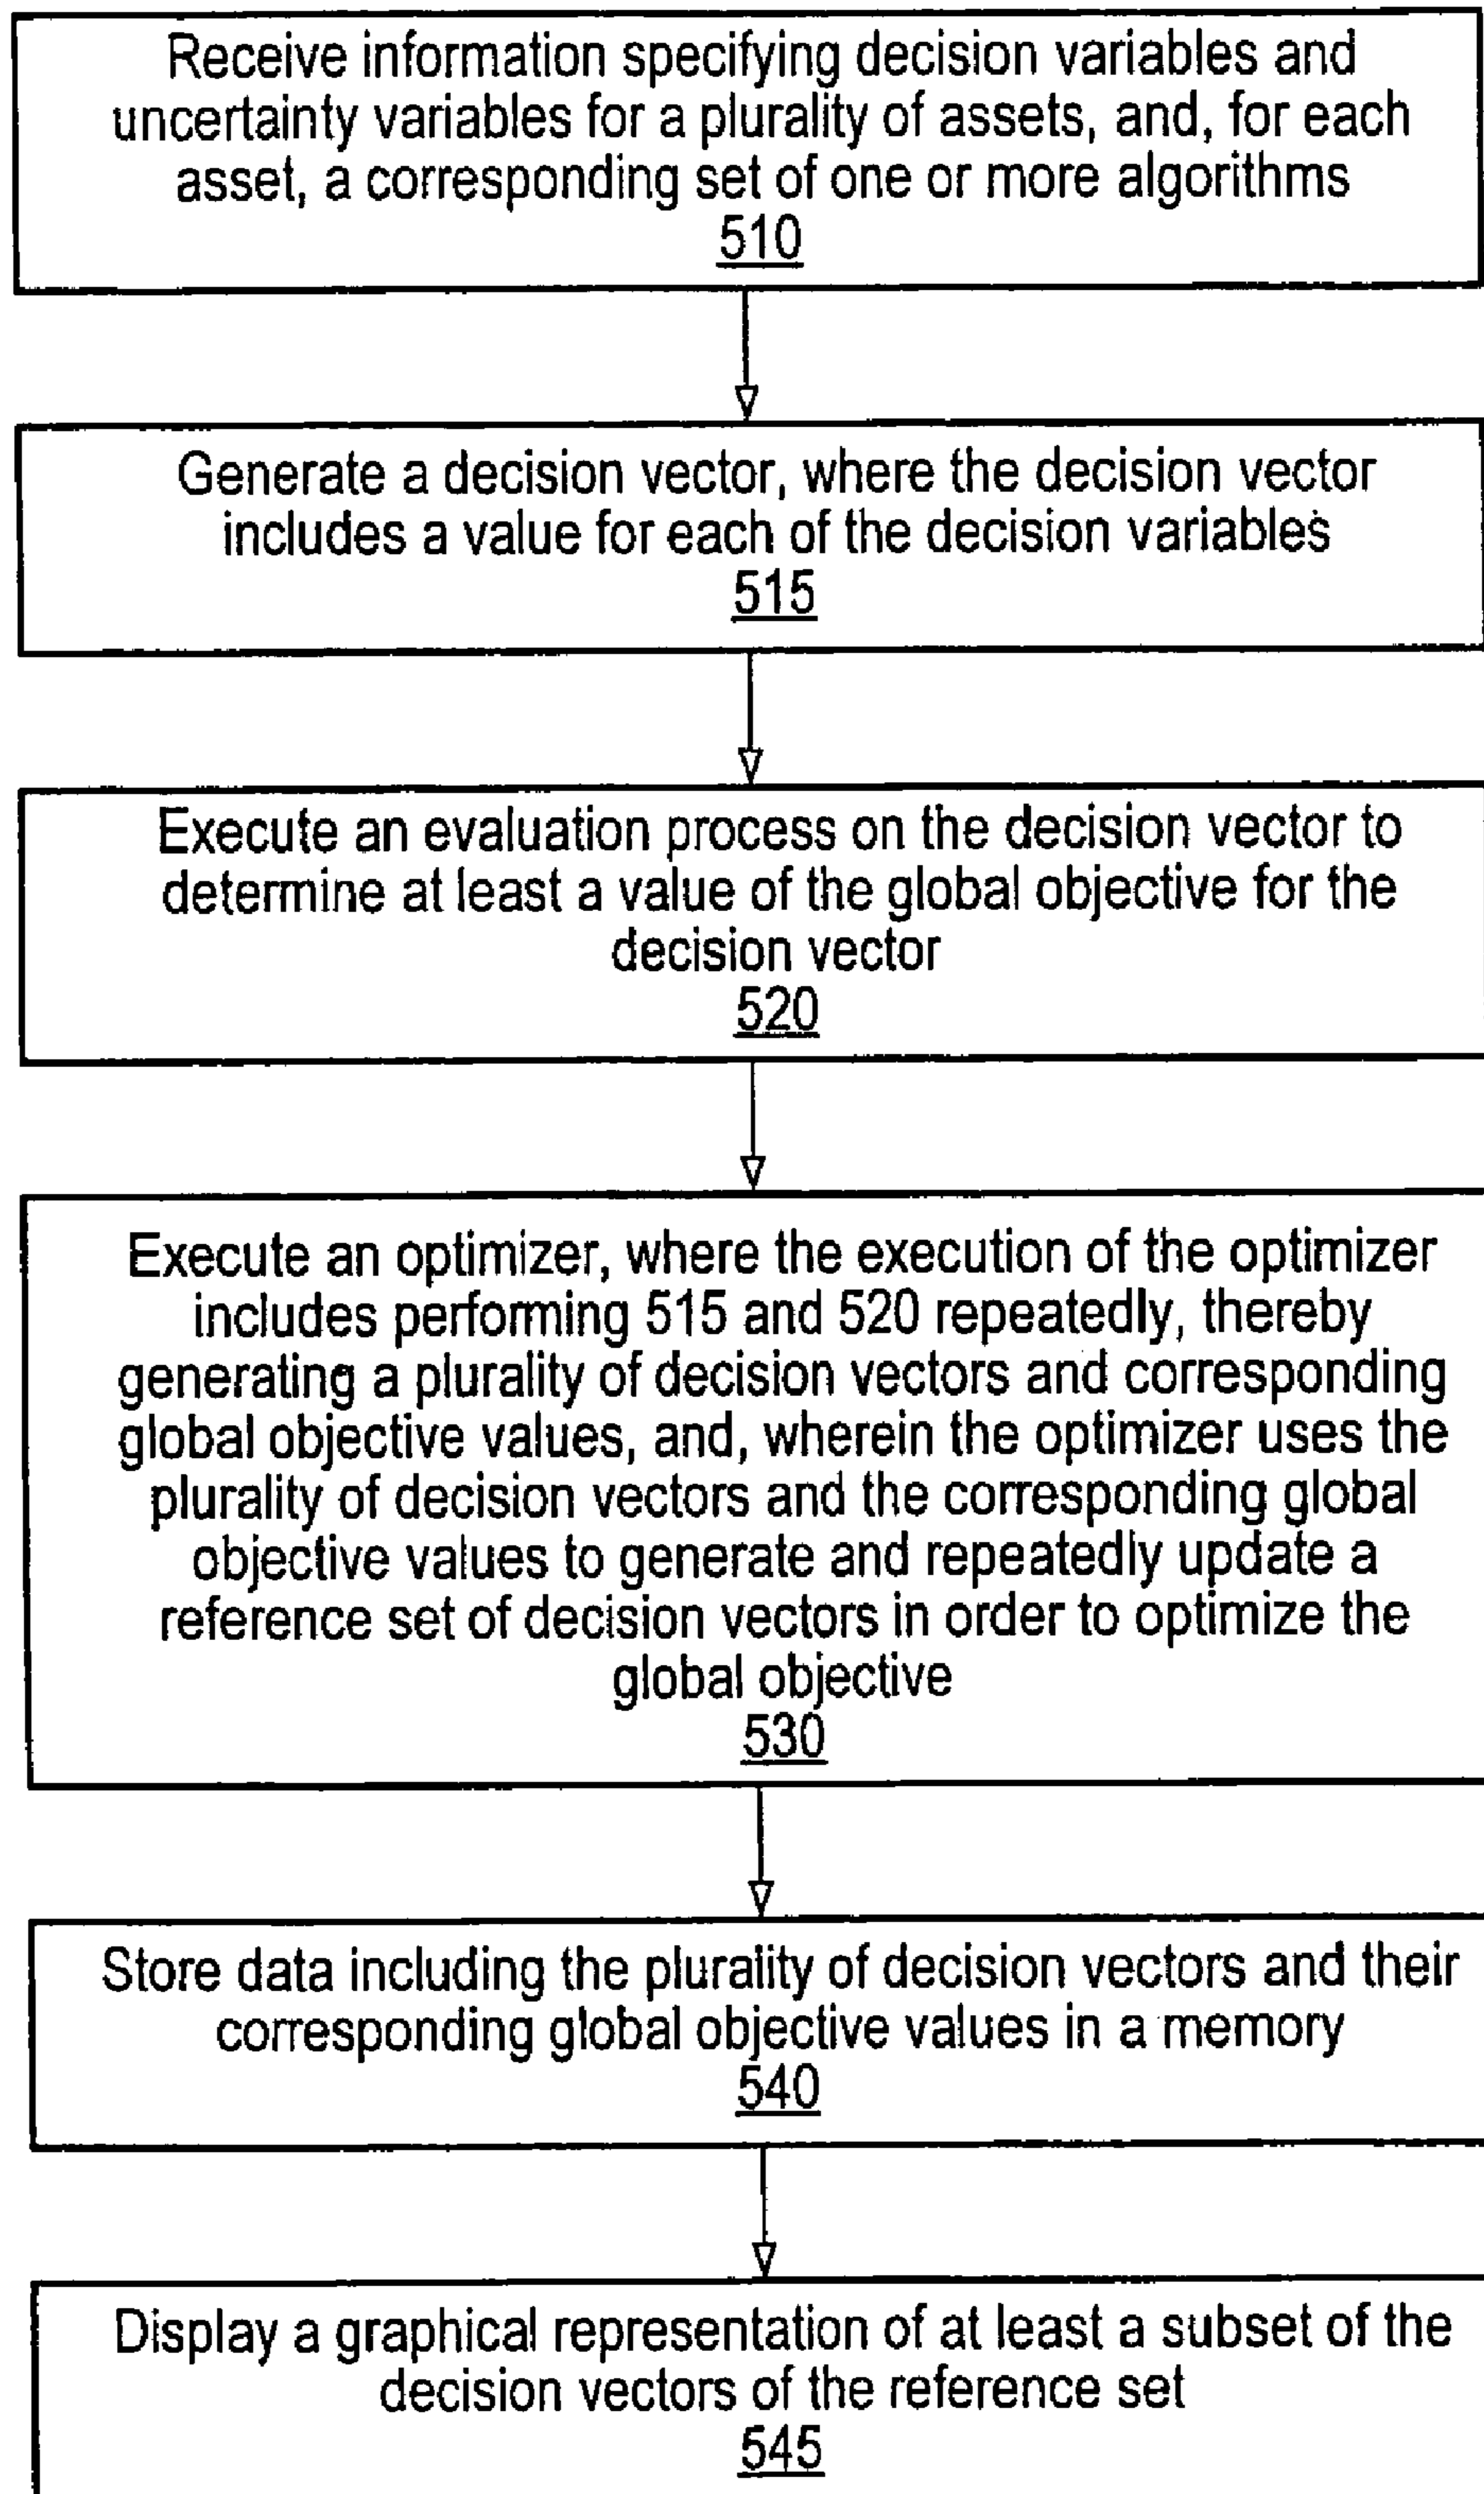 Receive information specifying decision variables and
uncertainty variables for a plurality of assets, and, for each
asset, a corresponding set of one or more algorithms
510
Generate a decision vector, where the decision vector
includes a value for each of the decision variables
515
Execute an evaluation process on the decision vector to
determine at least a value of the global objective for the
decision vector
520
Execute an optimizer, where the execution of the optimizer
includes performing 515 and 520 repeatedly, thereby
generating a plurality of decision vectors and corresponding
global objective values, and, wherein the optimizer uses the
plurality of decision vectors and the corresponding global
objective values to generate and repeatedly update a
reference set of decision vectors in order to optimize the
global objective
530
Store data including the plurality of decision vectors and their
corresponding global objective values in a memory
540
Display a graphical representation of at least a subset of the
decision vectors of the reference set
545